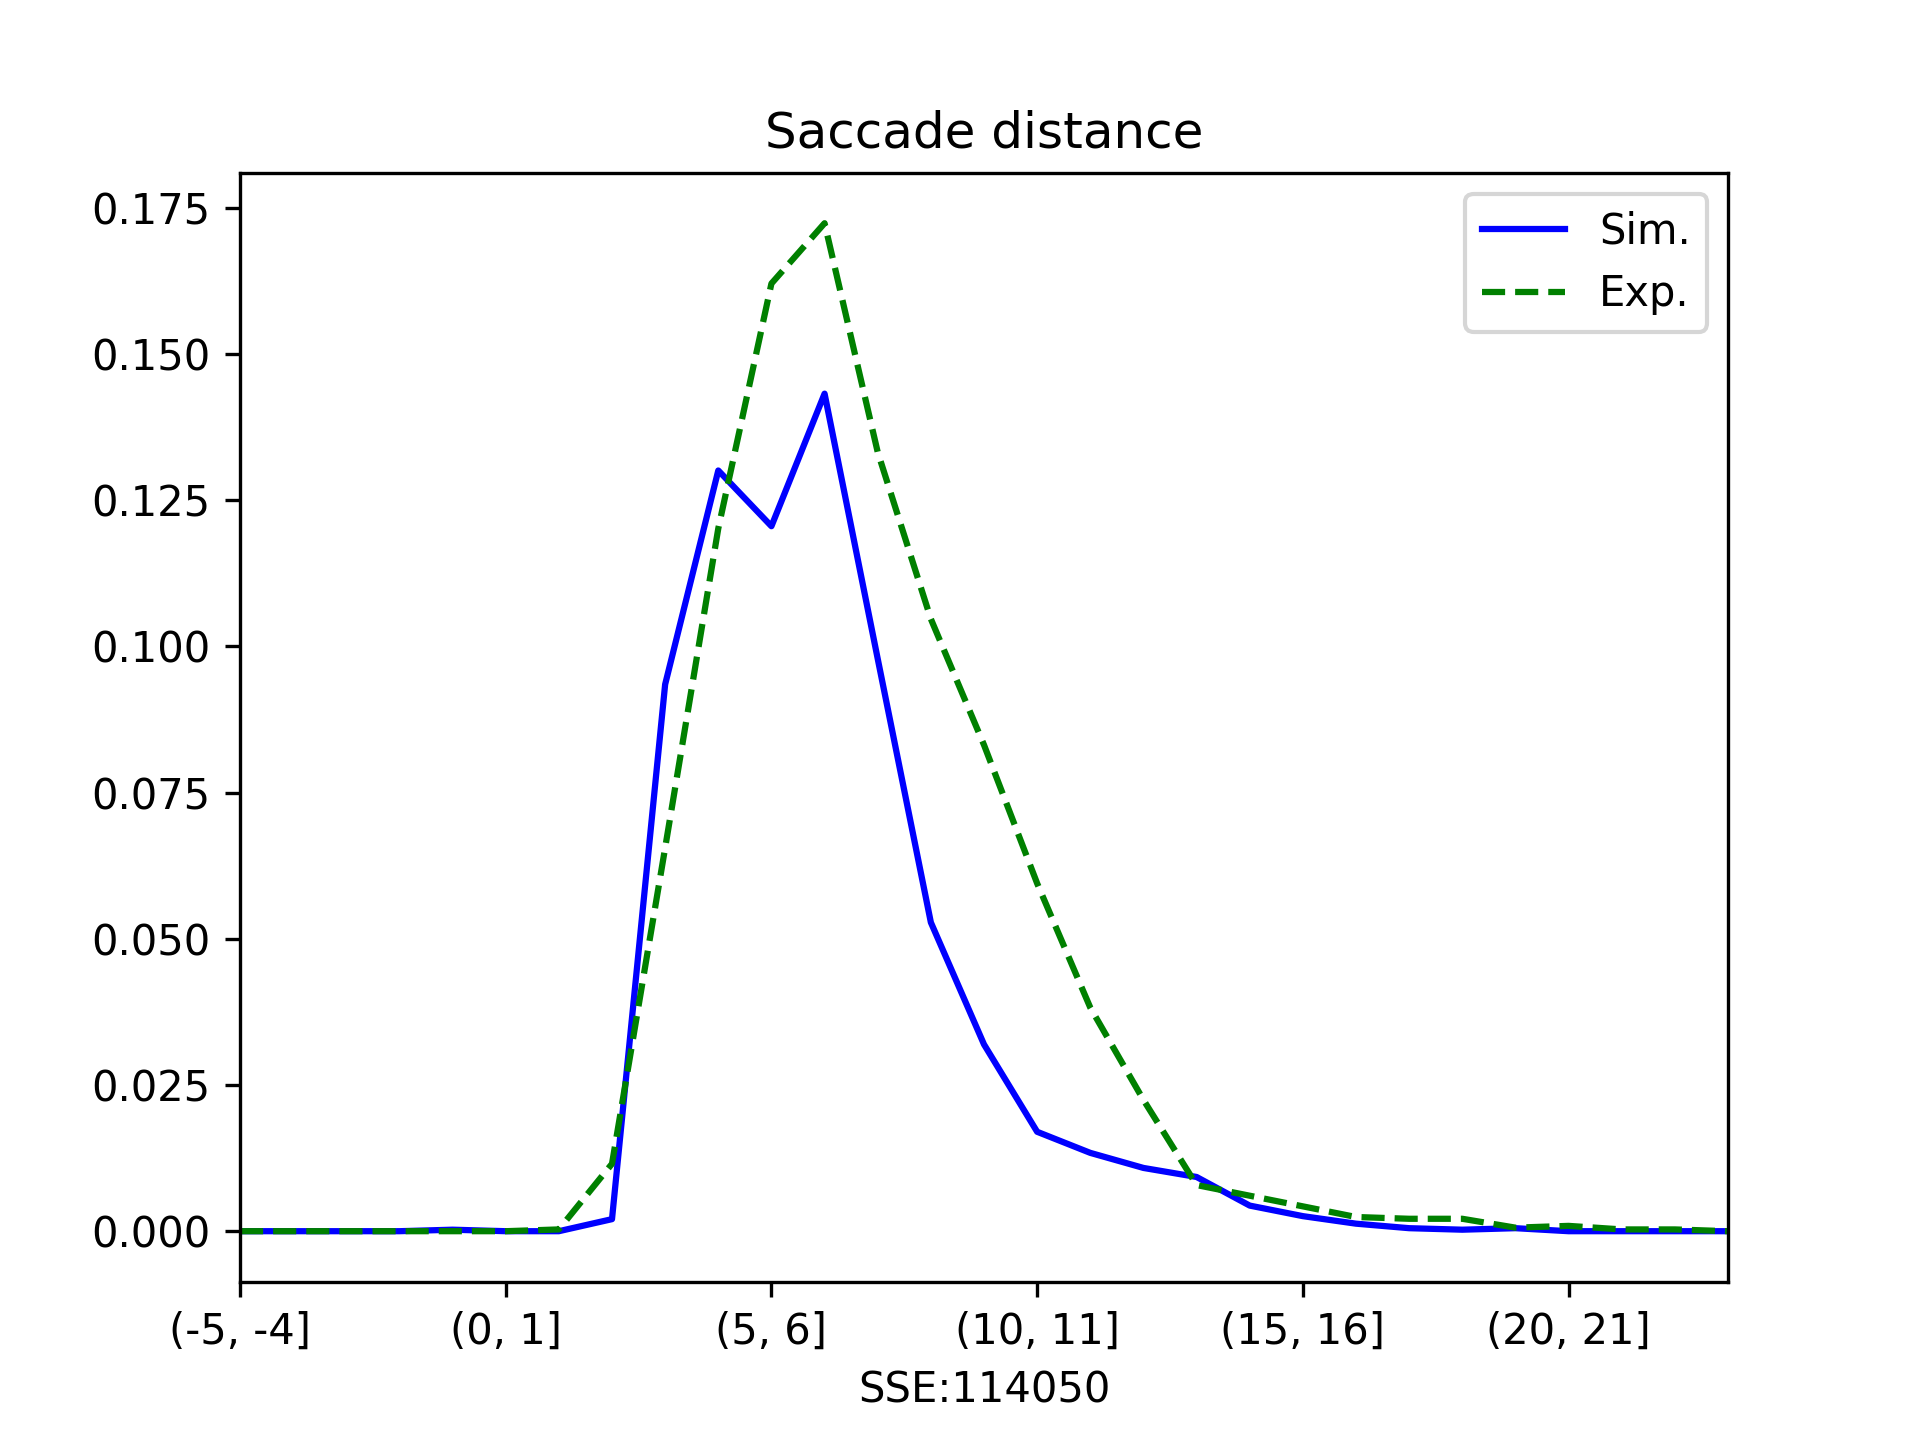 Saccade distance
Sim.
Exp.
0.175
0.150
0.125
0.100
0.075
0.050
0.025
0.000
(-5, -4] (0, 1] (5, 6] (10, 11] (15, 16] (20, 21]
SSE:114050